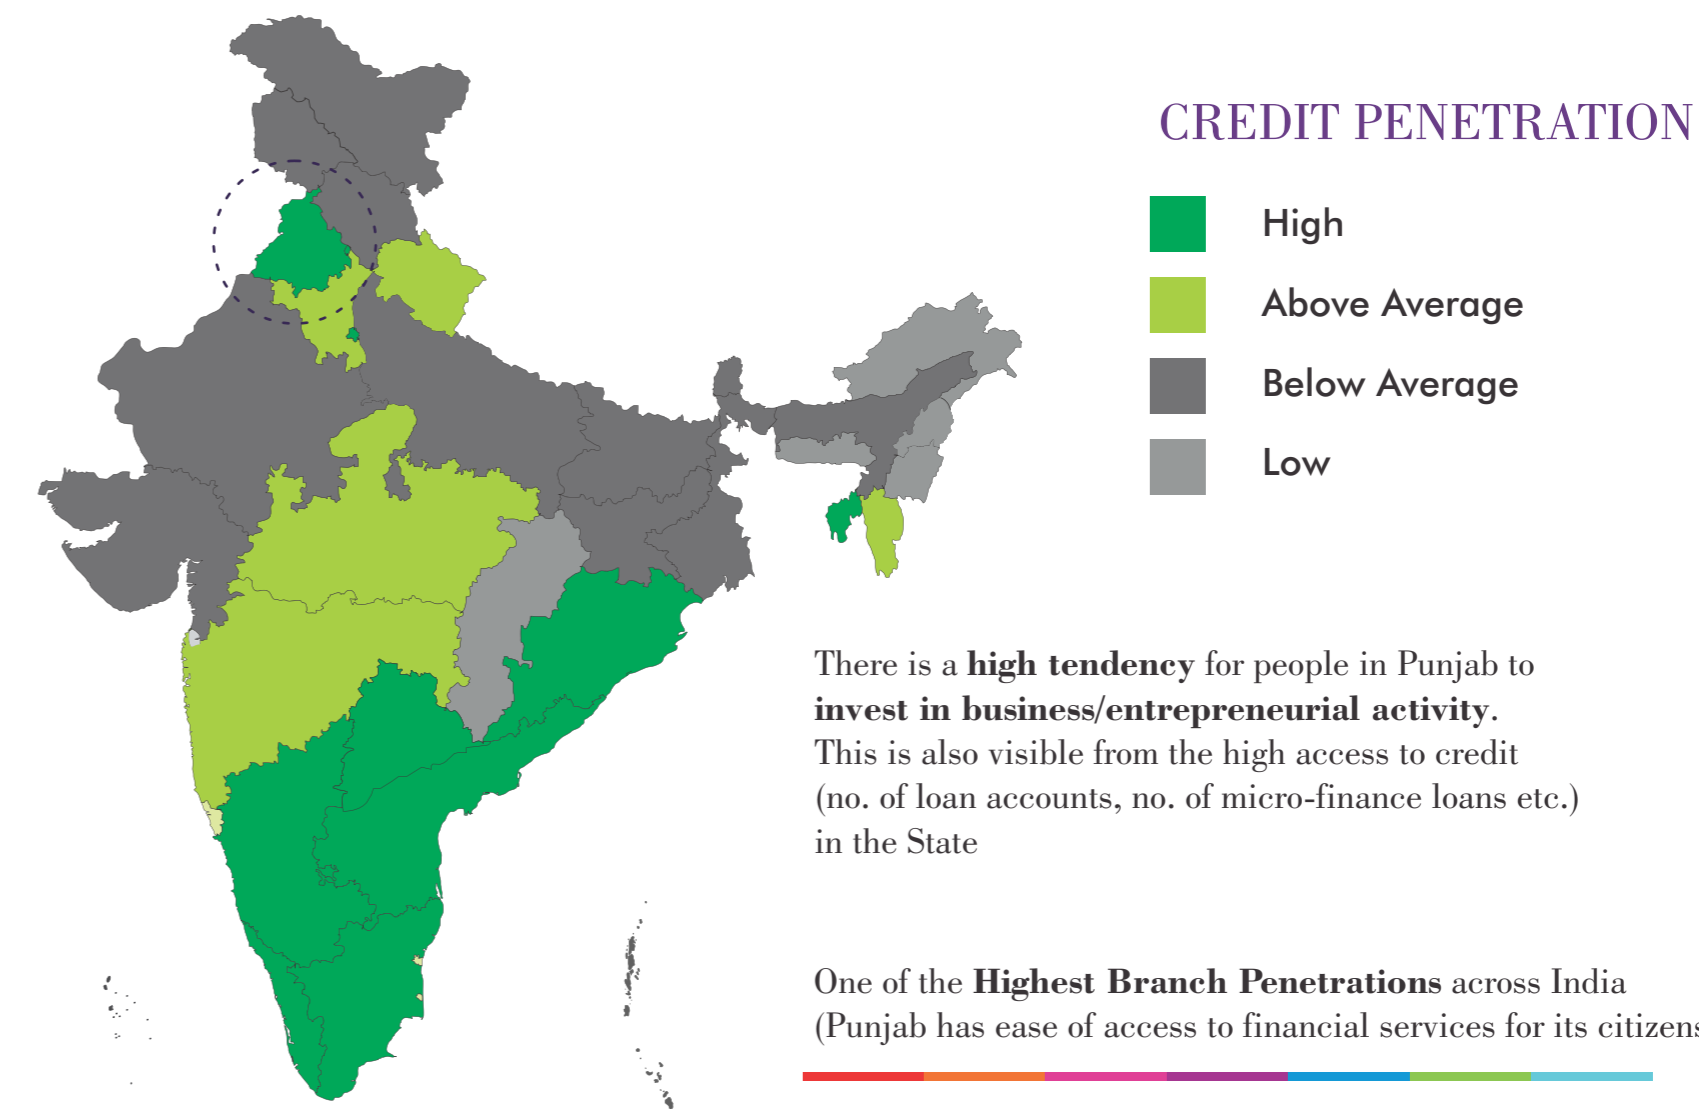 CREDIT PENETRATION
High
Above Average
Below Average
Low
There is a high tendency for people in Punjab to
invest in business/entrepreneurial activity.
This is also visible from the high access to credit
(no. of loan accounts, no. of micro-finance loans etc.)
in the State
One of the Highest Branch Penetrations across India
(Punjab has ease of access to financial services for its citizens